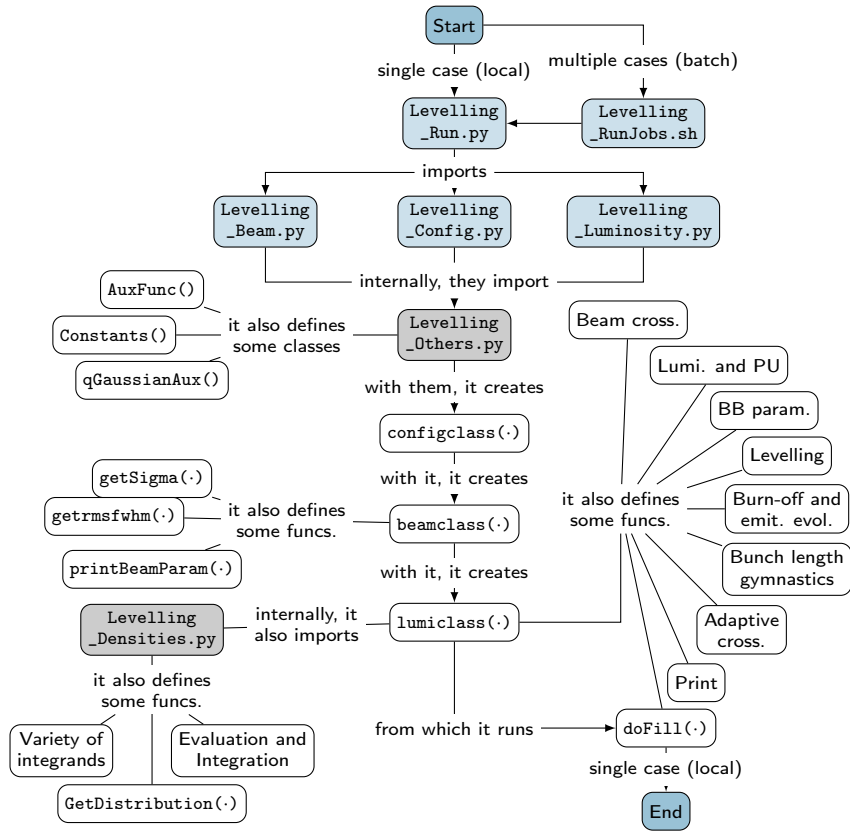 Start
single case (local)
multiple cases (batch)
Levelling
_Run.py
Levelling
_RunJobs.sh
imports
Levelling
_Beam.py
Levelling
_Config.py
Levelling
_Luminosity.py
internally, they import
AuxFunc()
Constants()
qGaussianAux()
it also defines
some classes
Levelling
_Others.py
with them, it creates
configclass(·)
with it, it creates
getSigma(·)
getrmsfwhm(·)
printBeamParam(·)
it also defines
some funcs.
beamclass(·)
with it, it creates
Levelling
_Densities.py
internally, it
also imports
lumiclass(·)
it also defines
some funcs.
Variety of
integrands
Evaluation and
Integration
GetDistribution(·)
Beam cross.
Lumi. and PU
BB param.
Levelling
it also defines
some funcs.
Burn-off and
emit. evol.
Bunch length
gymnastics
Adaptive
cross.
Print
from which it runs
doFill(·)
single case (local)
End